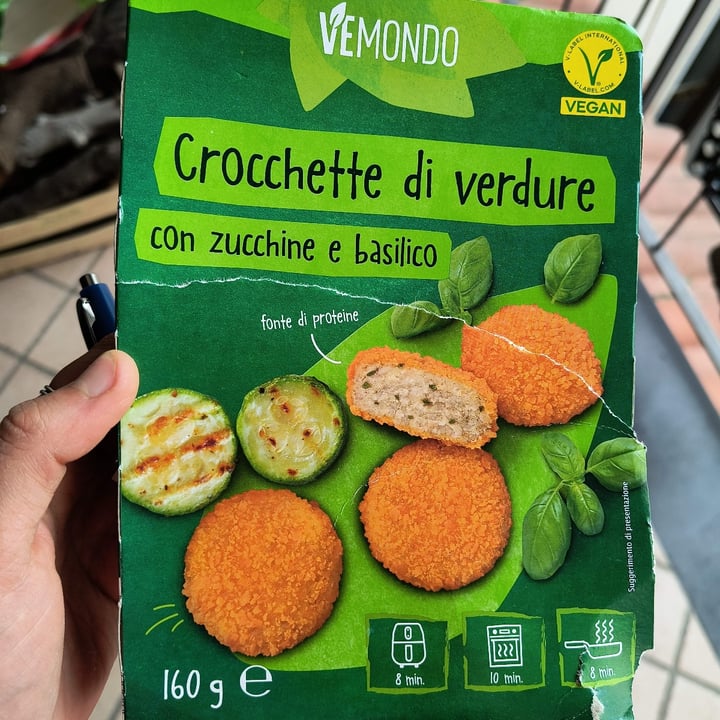 VEMONDO
V-LABEL INTERNATIONAL
V-LABEL.COM
VEGAN
Crocchette di verdure
con zucchine e basilico
fonte di proteine
Suggerimento di presentazione
160 g e
8 min.
10 min.
8 min.